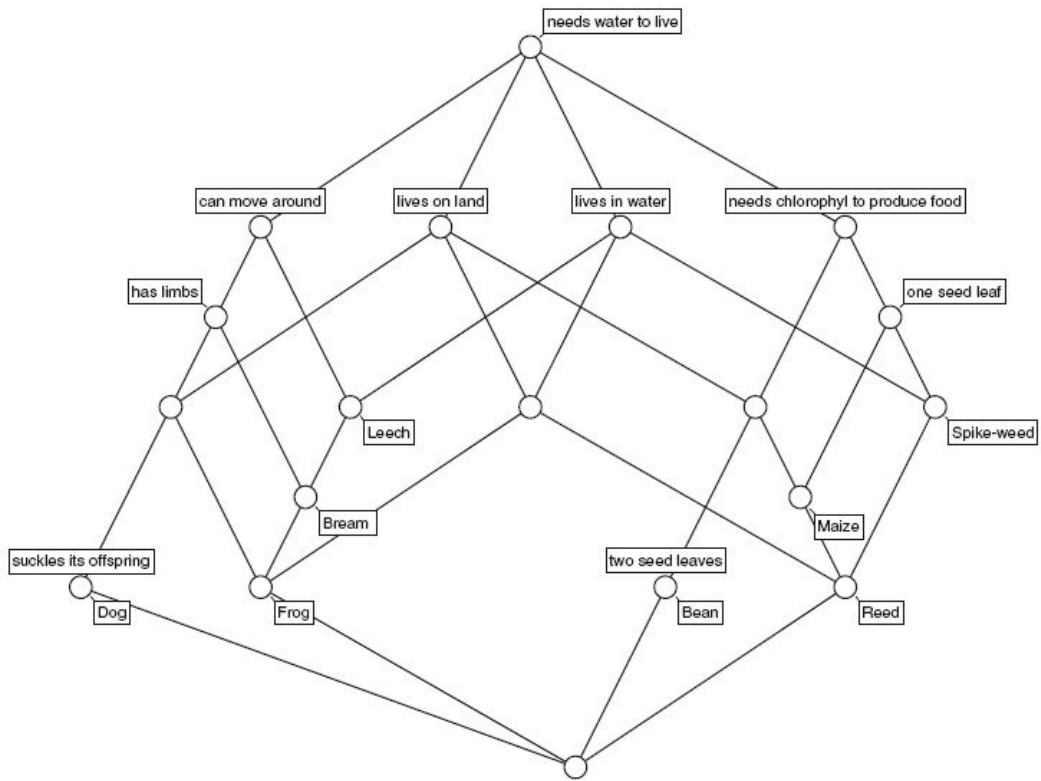 needs water to live
can move around
lives on land
lives in water
needs chlorophyl to produce food
has limbs
one seed leaf
Leech
Spike-weed
Bream
Maize
suckles its offspring
two seed leaves
Dog
Frog
Bean
Reed